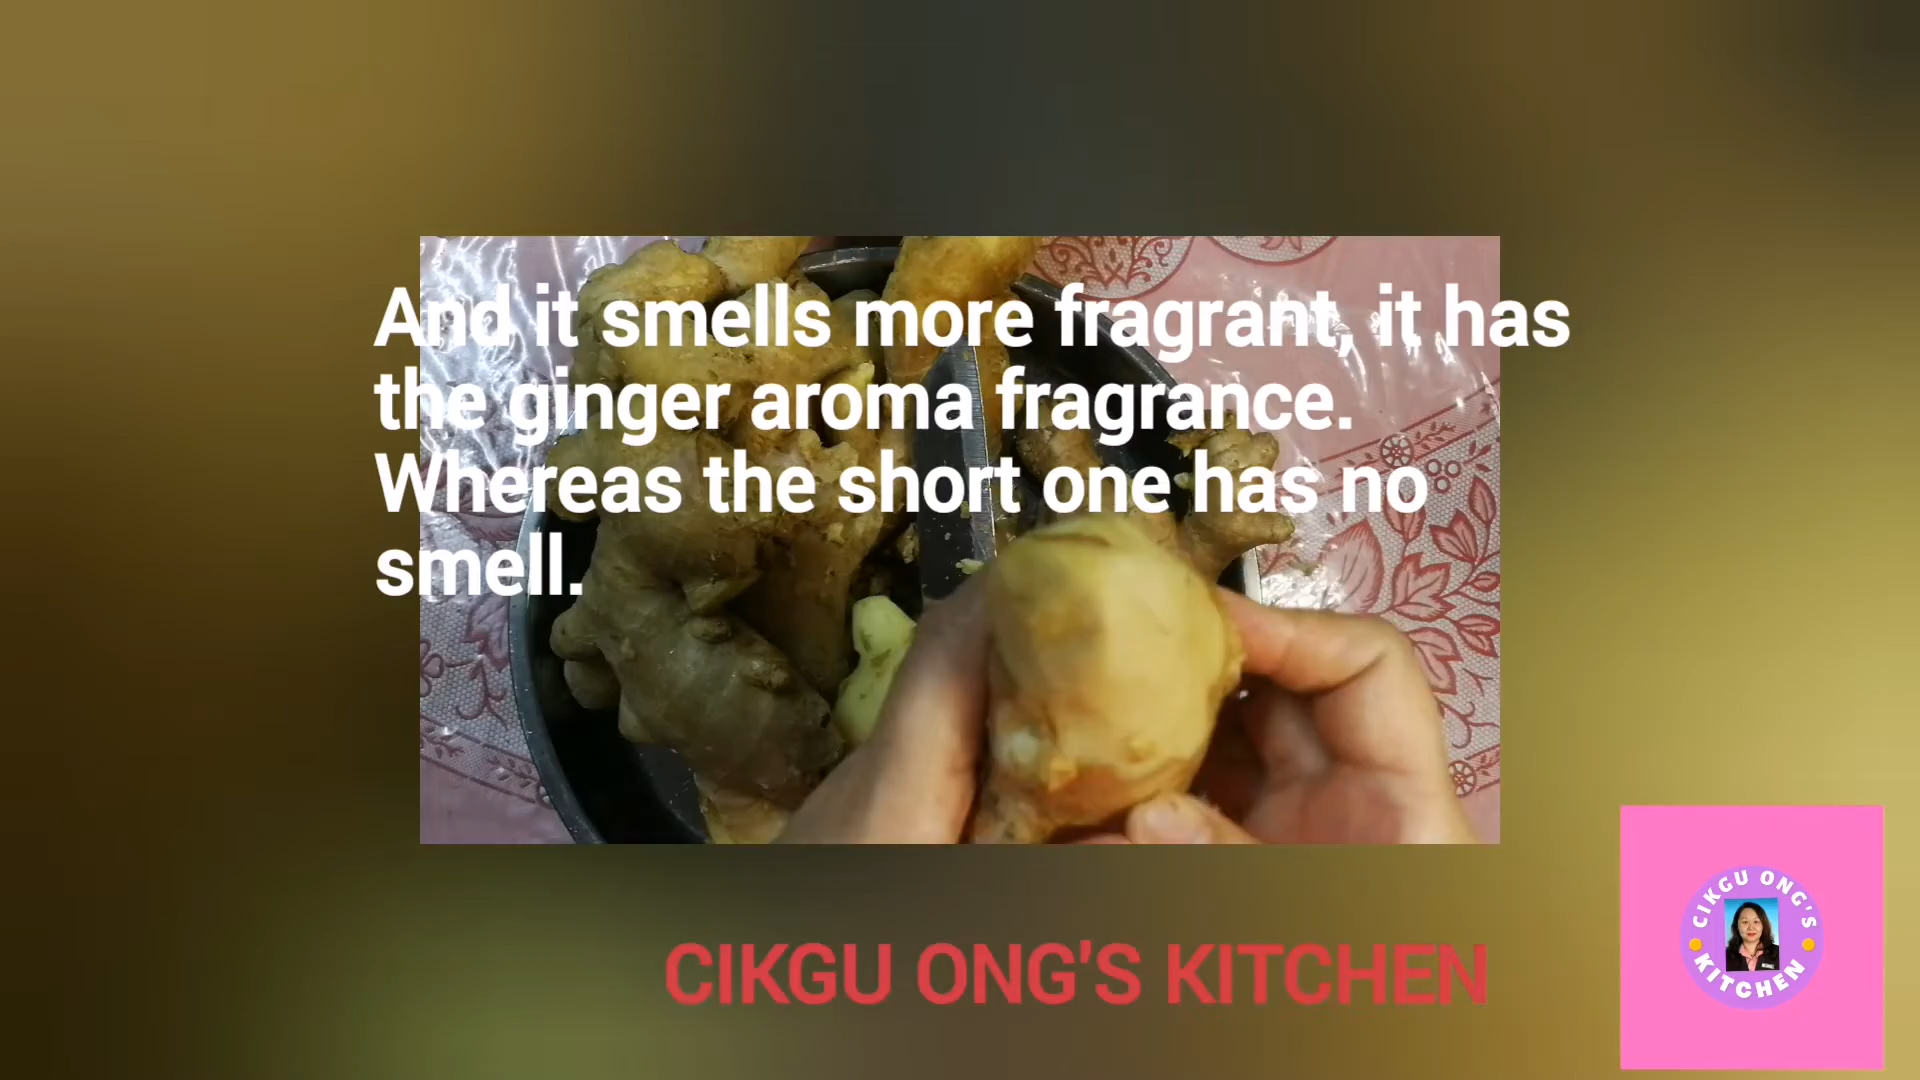 And it smells more fragrant, it has
the ginger aroma fragrance.
Whereas the short one has no
smell.
CIKGU ONG'S KITCHEN
CIKGU ONG'S
KITCHEN